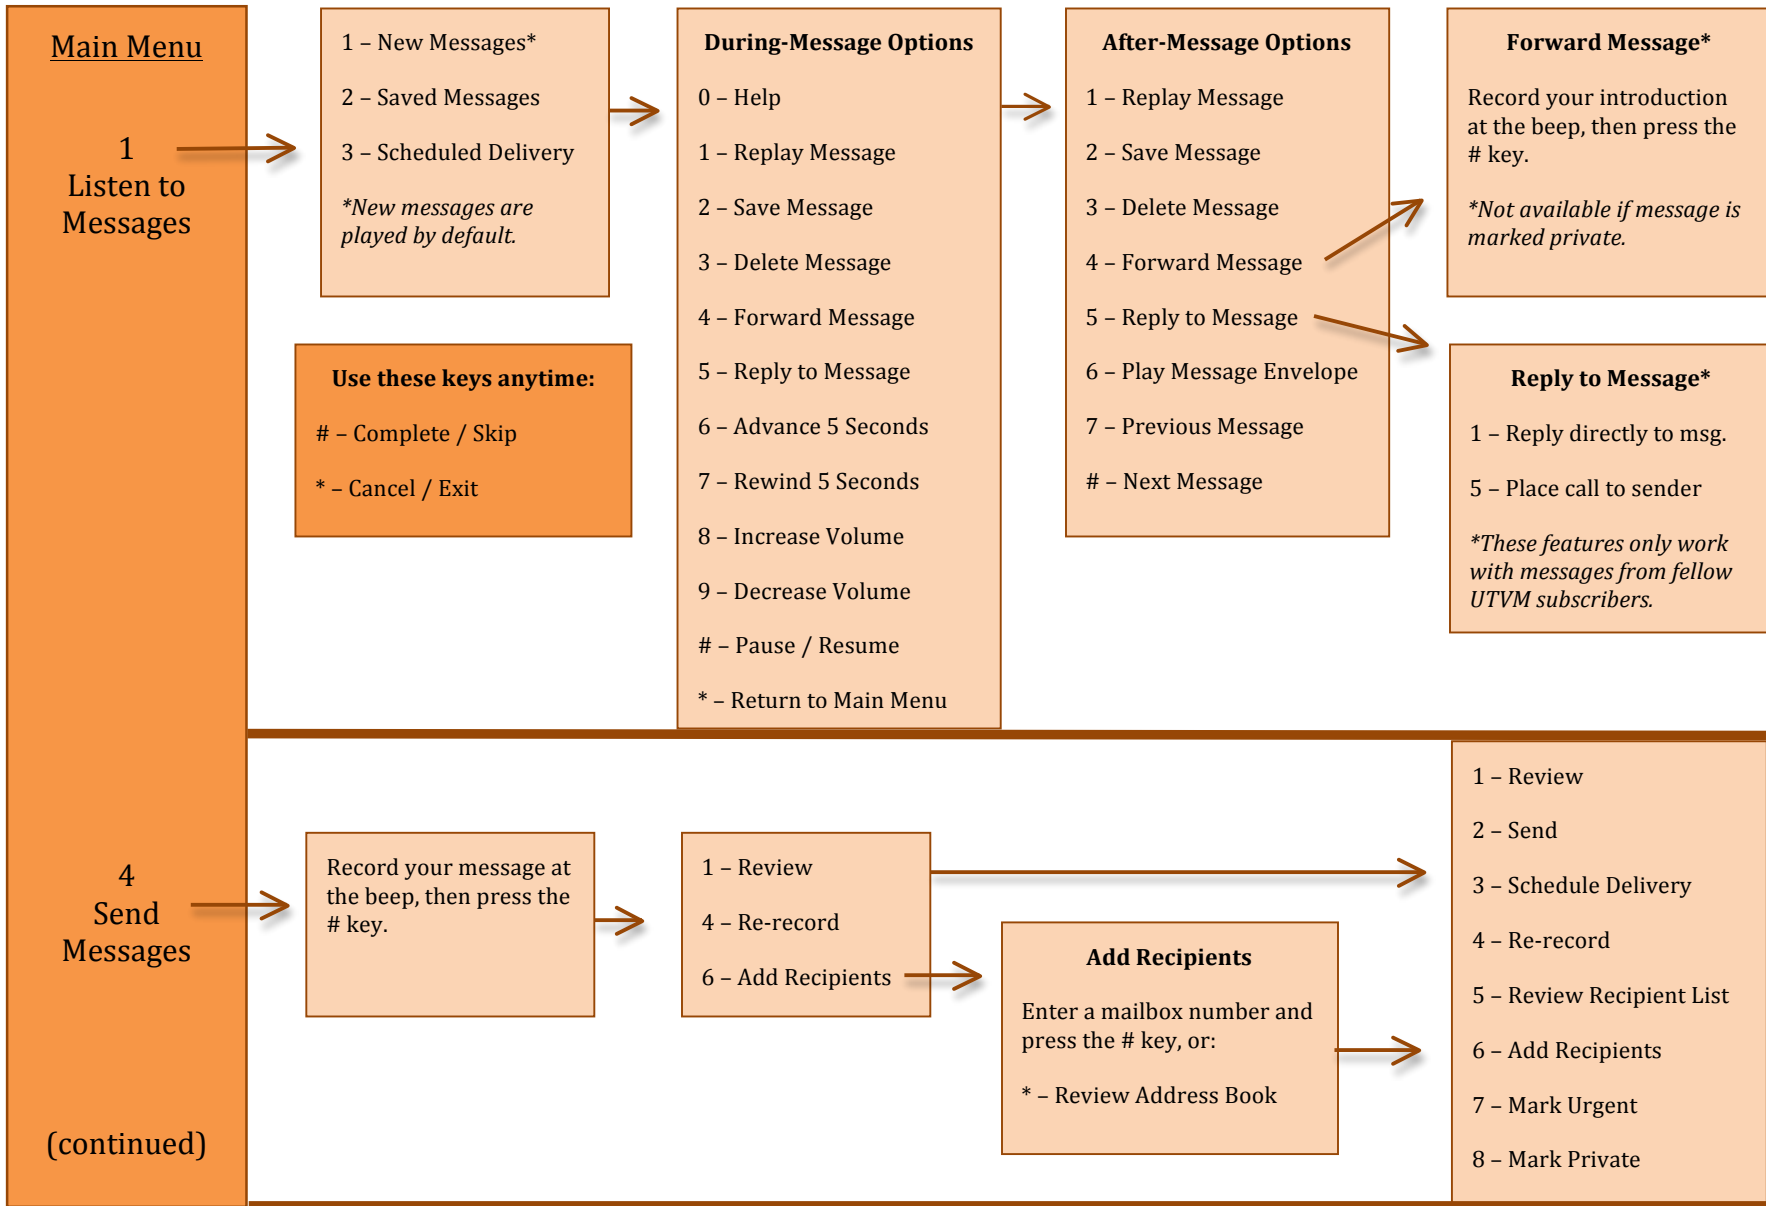 Main Menu
1
Listen to
Messages
4
Send
Messages
(continued)
1 – New Messages*
2 – Saved Messages
3 – Scheduled Delivery
*New messages are
played by default.
Use these keys anytime:
# – Complete / Skip
* – Cancel / Exit
During-Message Options
0 – Help
1 – Replay Message
2 – Save Message
3 – Delete Message
4 – Forward Message
5 – Reply to Message
6 – Advance 5 Seconds
7 – Rewind 5 Seconds
8 – Increase Volume
9 – Decrease Volume
# – Pause / Resume
* – Return to Main Menu
After-Message Options
1 – Replay Message
2 – Save Message
3 – Delete Message
4 – Forward Message
5 – Reply to Message
6 – Play Message Envelope
7 – Previous Message
# – Next Message
Forward Message*
Record your introduction
at the beep, then press the
# key.
*Not available if message is
marked private.
Reply to Message*
1 – Reply directly to msg.
5 – Place call to sender
*These features only work
with messages from fellow
UTVM subscribers.
Record your message at
the beep, then press the
# key.
1 – Review
4 – Re-record
6 – Add Recipients
Add Recipients
Enter a mailbox number and
press the # key, or:
* – Review Address Book
1 – Review
2 – Send
3 – Schedule Delivery
4 – Re-record
5 – Review Recipient List
6 – Add Recipients
7 – Mark Urgent
8 – Mark Private